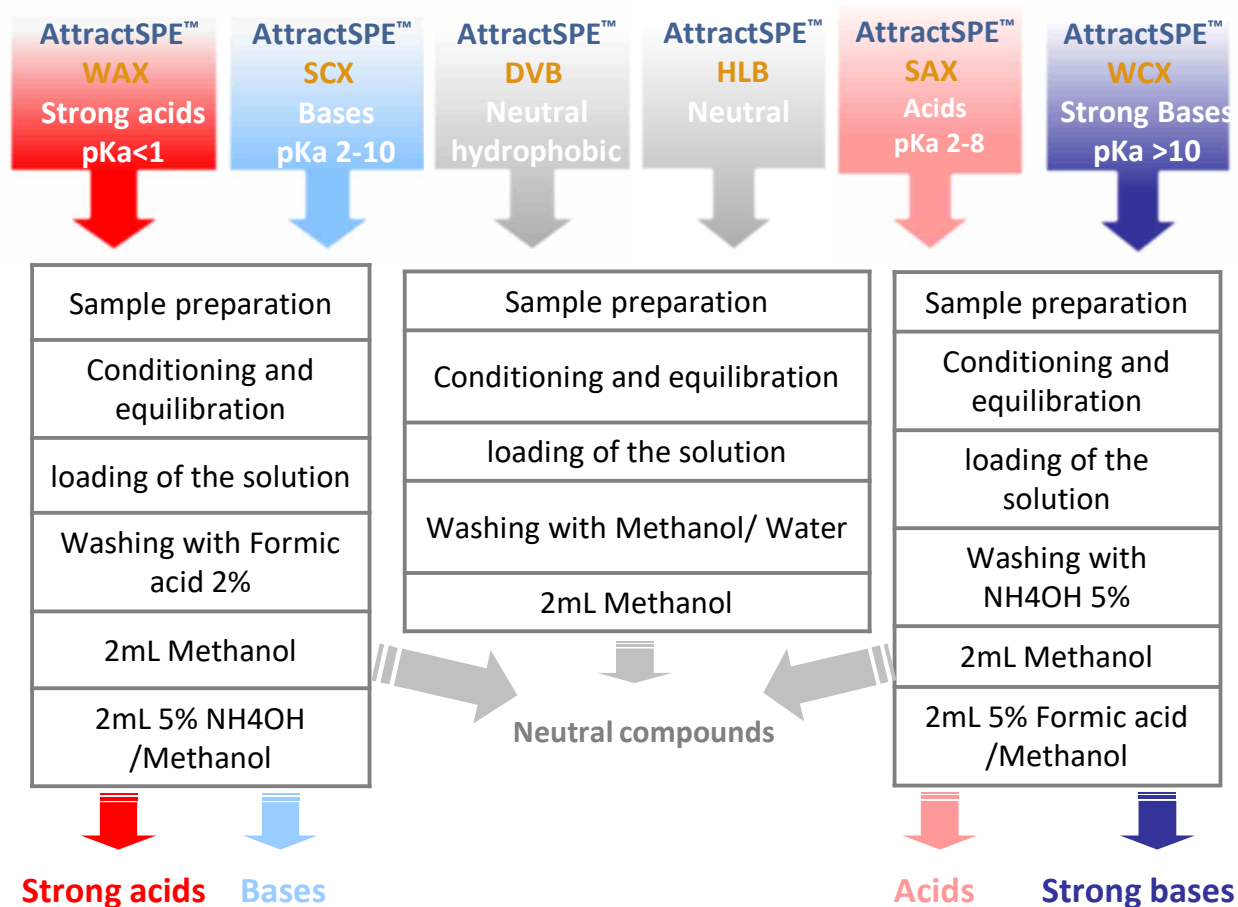 AttractSPE™
WAX
Strong acids
pKa<1
AttractSPE™
SCX
Bases
pKa 2-10
AttractSPE™
DVB
Neutral
hydrophobic
AttractSPE™
HLB
Neutral
AttractSPE™
SAX
Acids
pKa 2-8
AttractSPE™
WCX
Strong Bases
pKa >10
Sample preparation
Conditioning and
equilibration
loading of the solution
Washing with Formic
acid 2%
2mL Methanol
2mL 5% NH4OH
/Methanol
Sample preparation
Conditioning and equilibration
loading of the solution
Washing with Methanol/ Water
2mL Methanol
Sample preparation
Conditioning and
equilibration
loading of the
solution
Washing with
NH4OH 5%
2mL Methanol
2mL 5% Formic acid
/Methanol
Neutral compounds
Strong acids
Bases
Acids
Strong bases